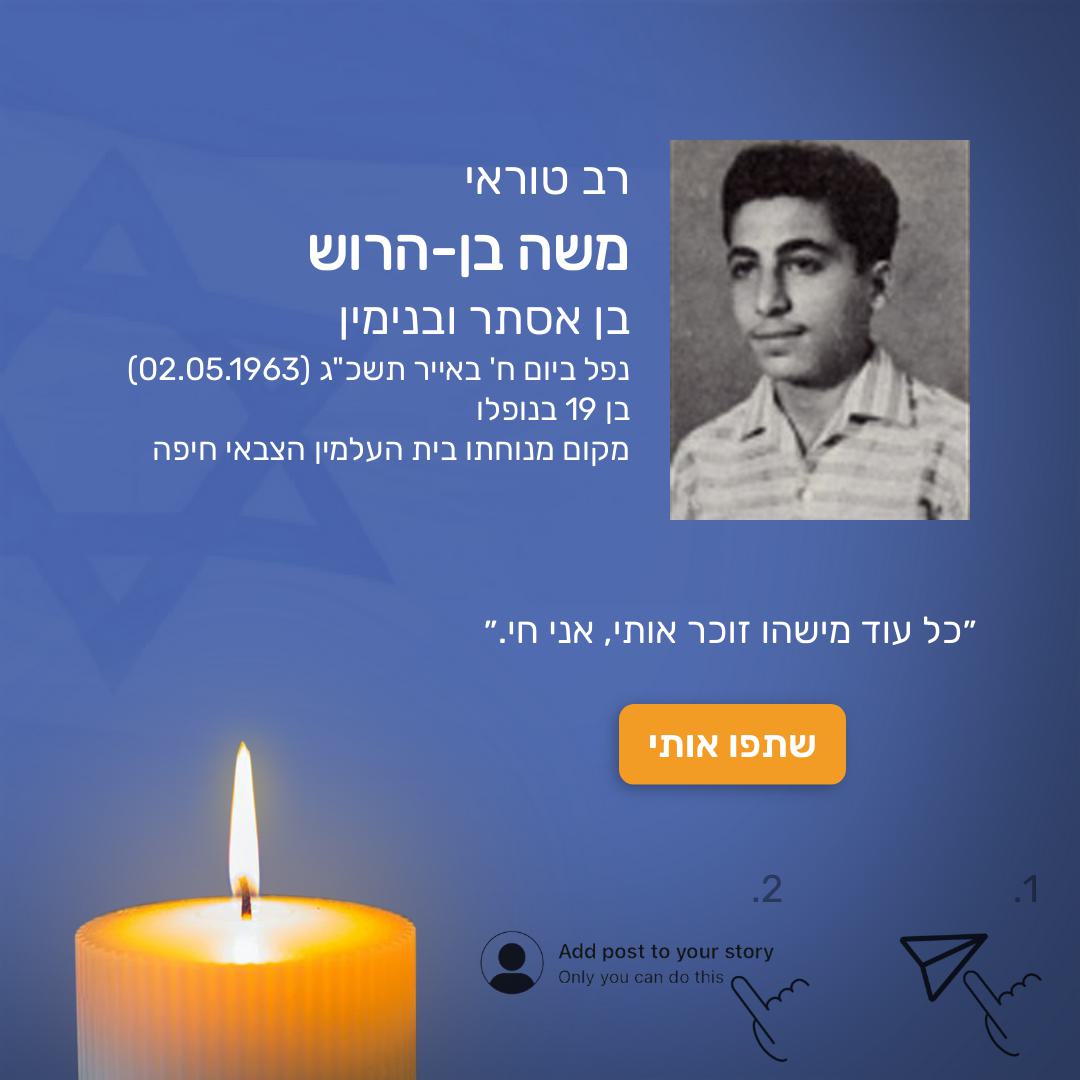 רב טוראי
משה בן-הרוש
בן אסתר ובנימין
נפל ביום ח' באייר תשכ"ג (02.05.1963)
בן 19 בנופלו
מקום מנוחתו בית העלמין הצבאי חיפה
״כל עוד מישהו זוכר אותי, אני חי.״
שתפו אותי
1.
2.
Add post to your story
Only you can do this